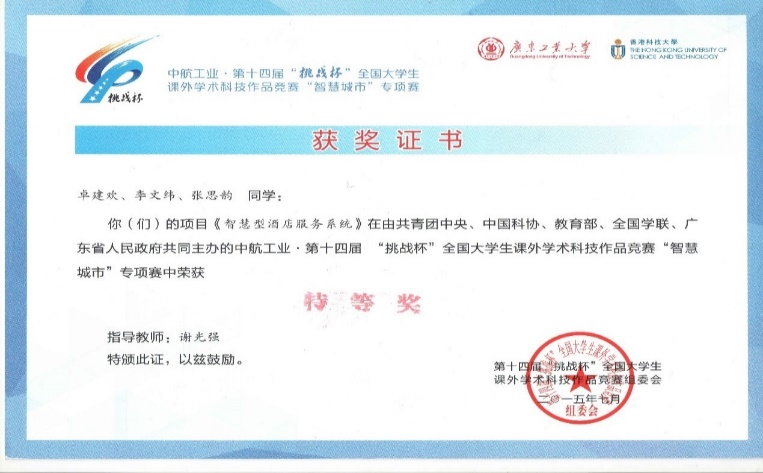 挑战杯
中航工业·第十四届“挑战杯”全国大学生
课外学术科技作品竞赛“智慧城市”专项赛
广东工业大学
Guangdong University of Technology
香港科技大學
THE HONG KONG UNIVERSITY OF
SCIENCE AND TECHNOLOGY
获奖证书
卓建欢、李文纬、张思韵 同学：
你（们）的项目《智慧型酒店服务系统》在由共青团中央、中国科协、教育部、全国学联、广
东省人民政府共同主办的中航工业·第十四届 “挑战杯”全国大学生课外学术科技作品竞赛“智慧
城市”专项赛中荣获
特等奖
指导教师：谢光强
特颁此证，以兹鼓励。
第十四届“挑战杯”全国大学生
课外学术科技作品竞赛组委会
二〇一五年七月
组委会